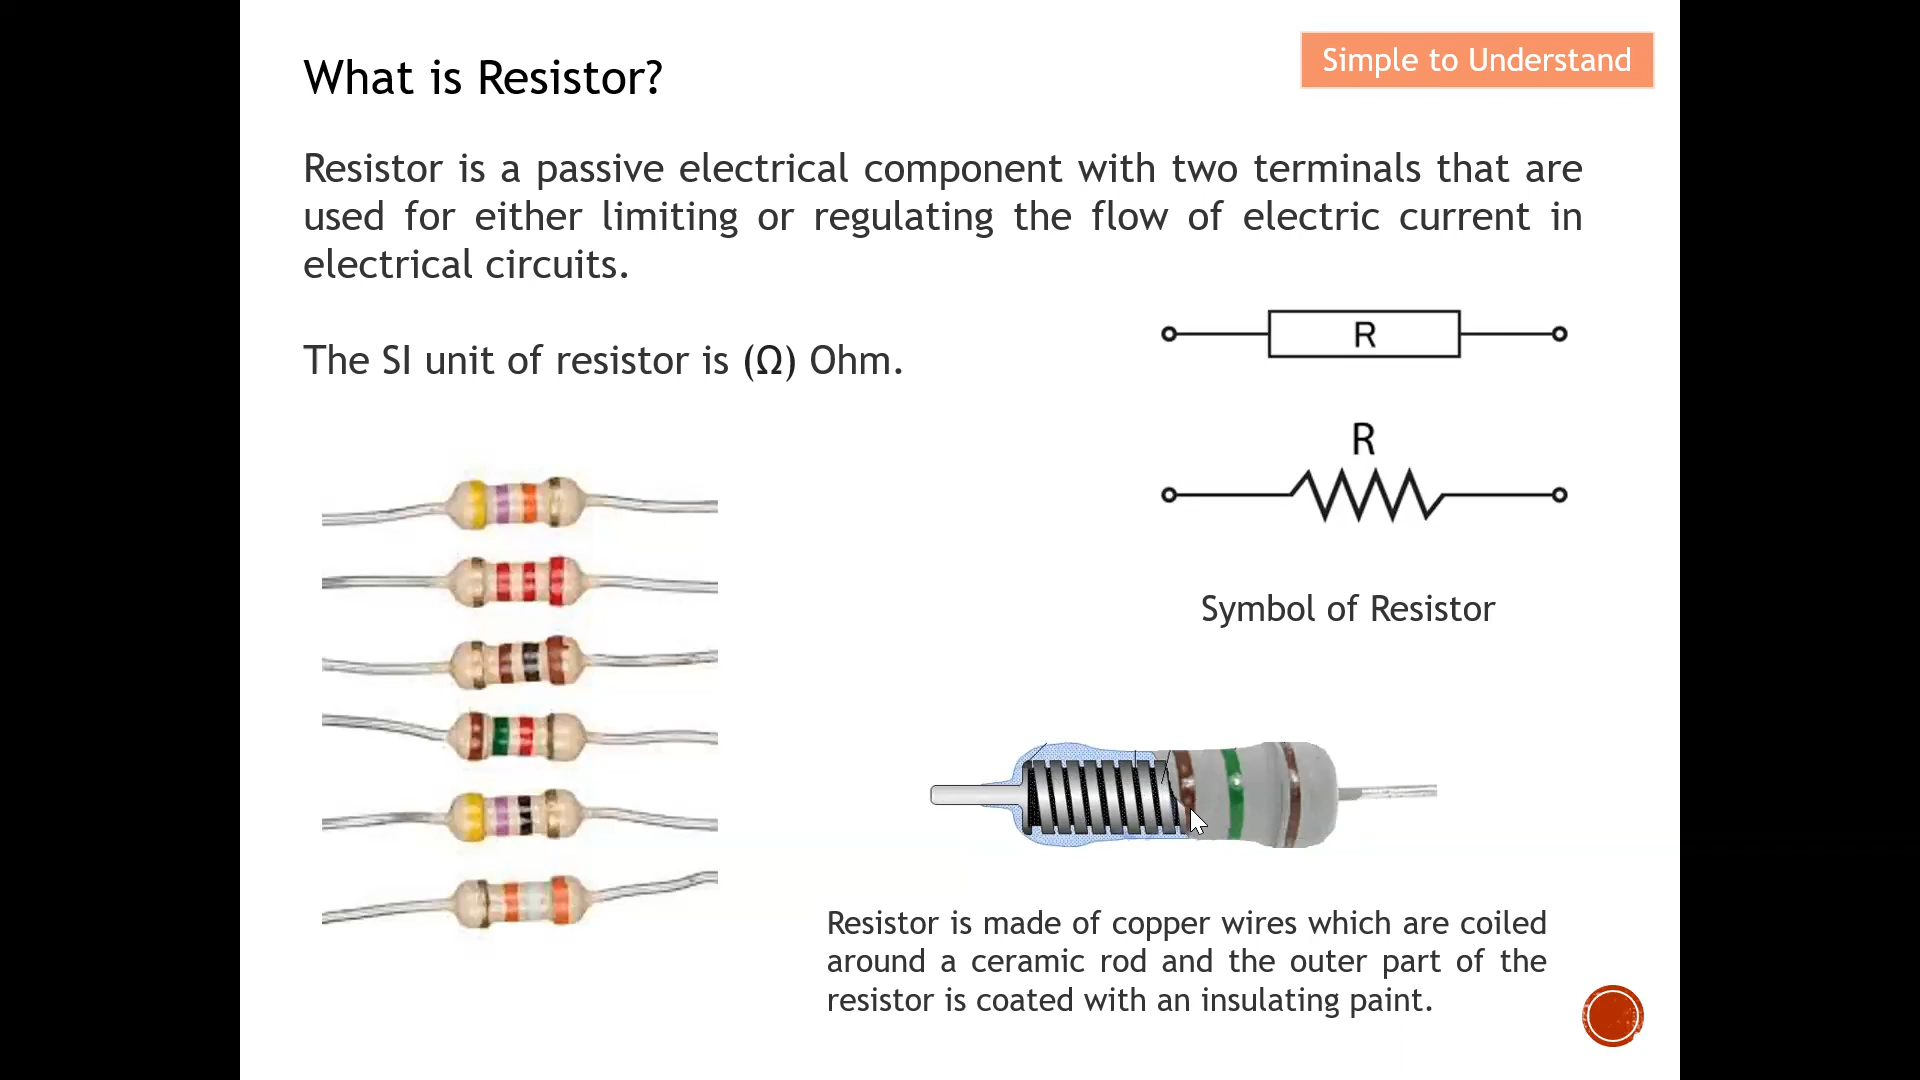 What is Resistor?
Simple to Understand
Resistor is a passive electrical component with two terminals that are
used for either limiting or regulating the flow of electric current in
electrical circuits.
The SI unit of resistor is (Ω) Ohm.
R
R
Symbol of Resistor
Resistor is made of copper wires which are coiled
around a ceramic rod and the outer part of the
resistor is coated with an insulating paint.